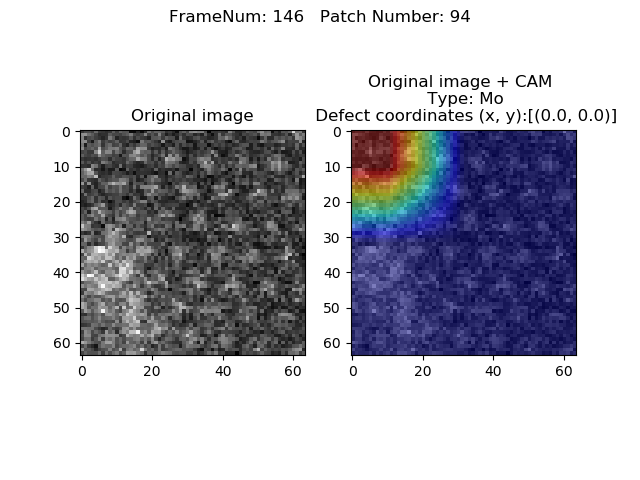 FrameNum: 146   Patch Number: 94
Original image
0
10
20
30
40
50
60
0 20 40 60
Original image + CAM
Type: Mo
Defect coordinates (x, y):[(0.0, 0.0)]
0
10
20
30
40
50
60
0 20 40 60